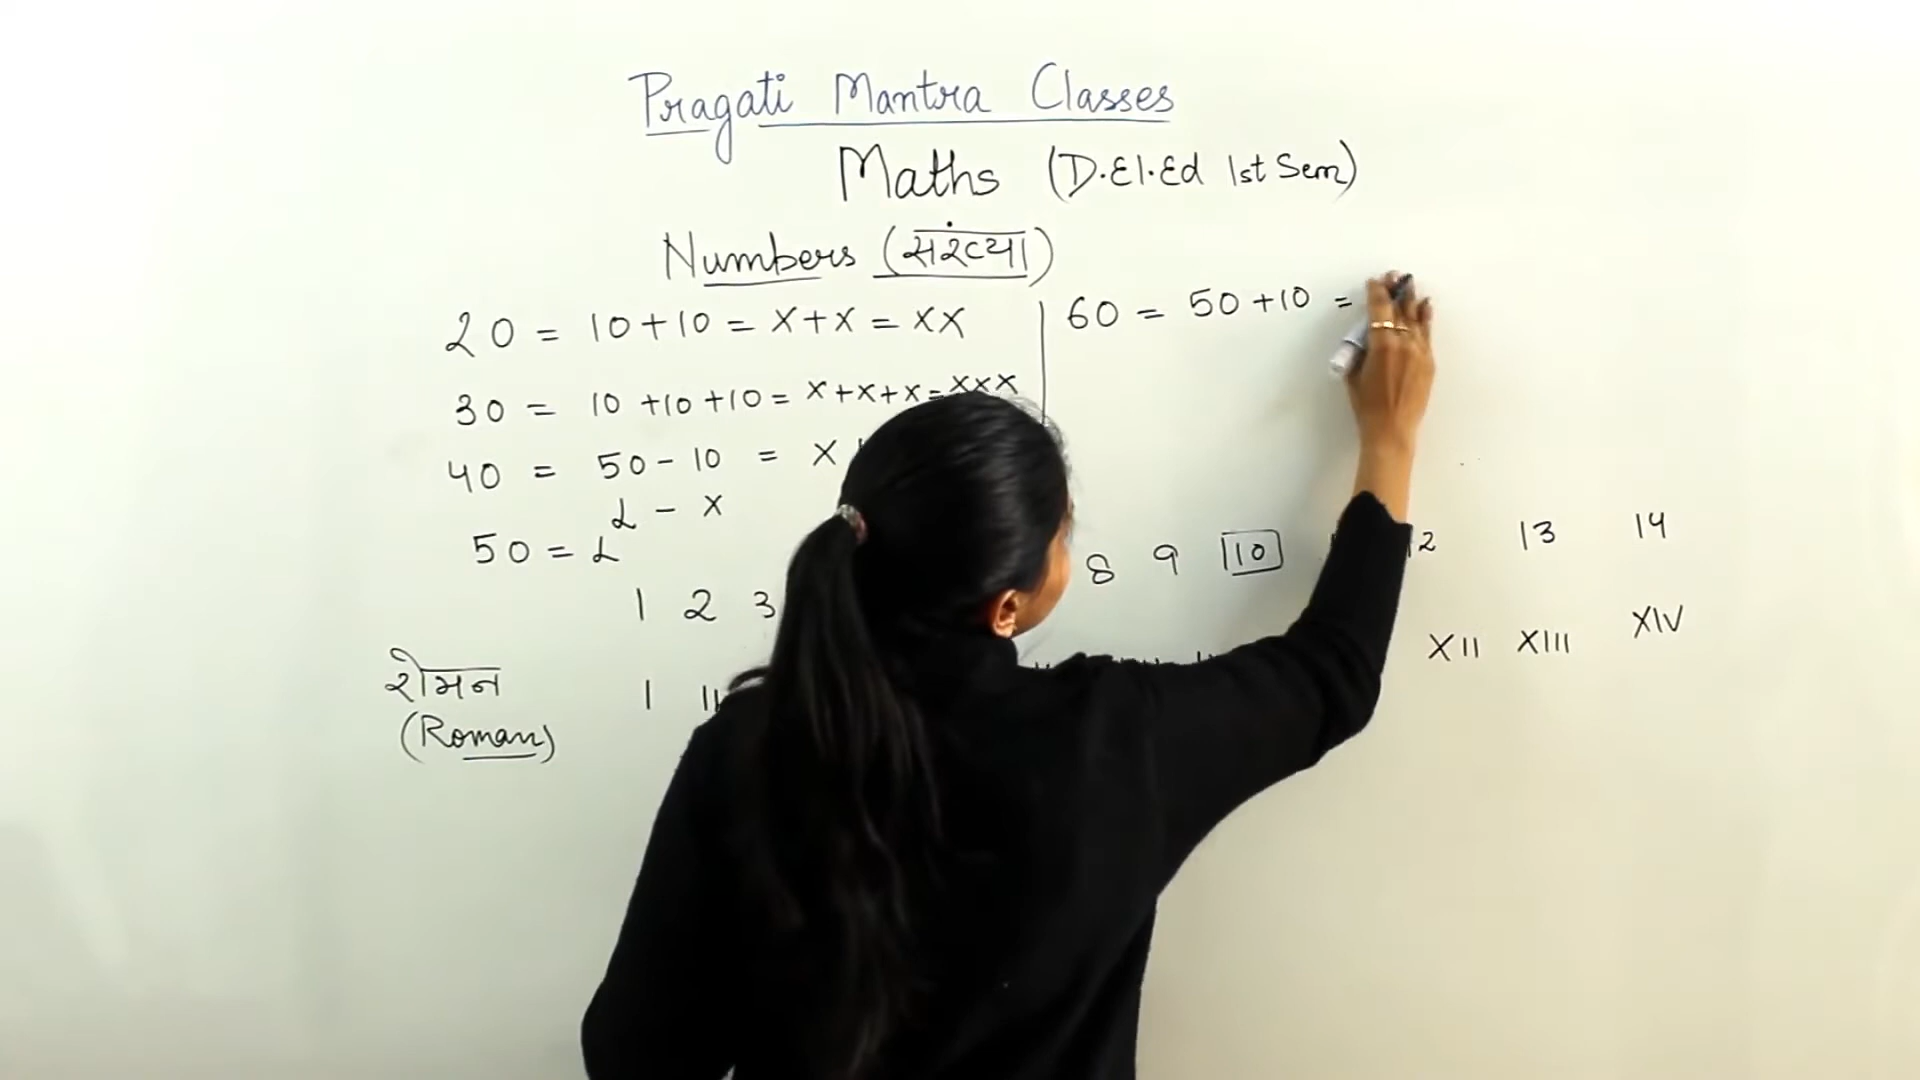 Pragati Mantra Classes
Maths (D.El.Ed 1st Sem)
Numbers (संख्या)
20 = 10+10 = X+X = XX
30 = 10 +10 +10 = X+X+X = XXX
40 = 50 - 10 = X
L - X
50 = L
60 = 50 +10 =
1 2 3 8 9 10 12 13 14
रोमन 1 11 XII XIII XIV
(Roman)